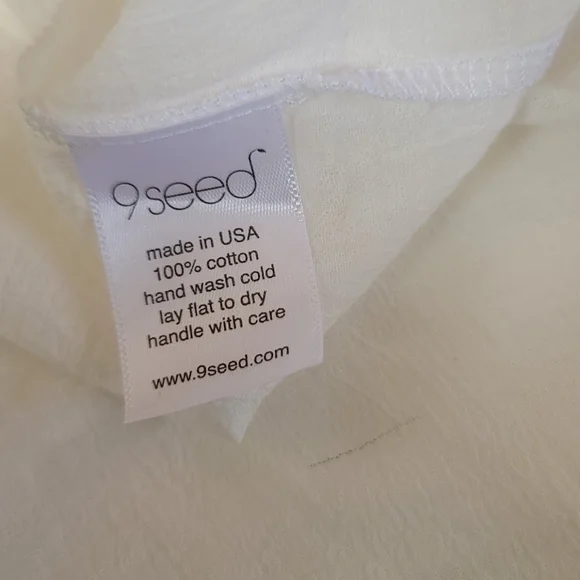 9seed
made in USA
100% cotton
hand wash cold
lay flat to dry
handle with care
www.9seed.com